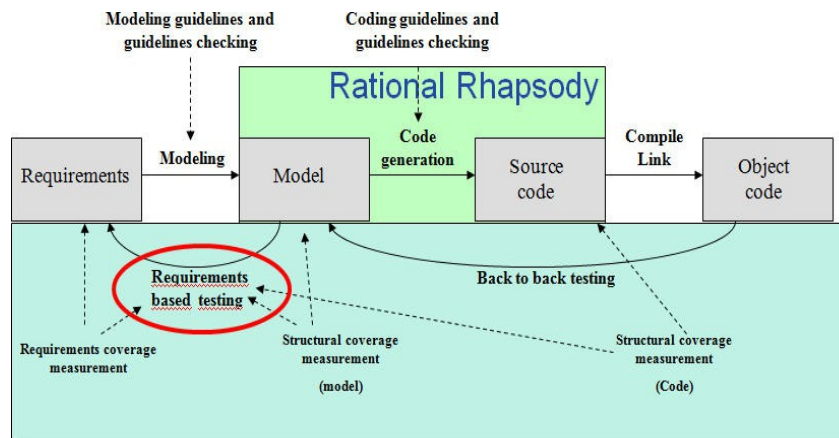 Modeling guidelines and
guidelines checking
Coding guidelines and
guidelines checking
Rational Rhapsody
Requirements
Modeling
Model
Code
generation
Source
code
Compile
Link
Object
code
Requirements
based testing
Back to back testing
Requirements coverage
measurement
Structural coverage
measurement
(model)
Structural coverage
measurement
(Code)